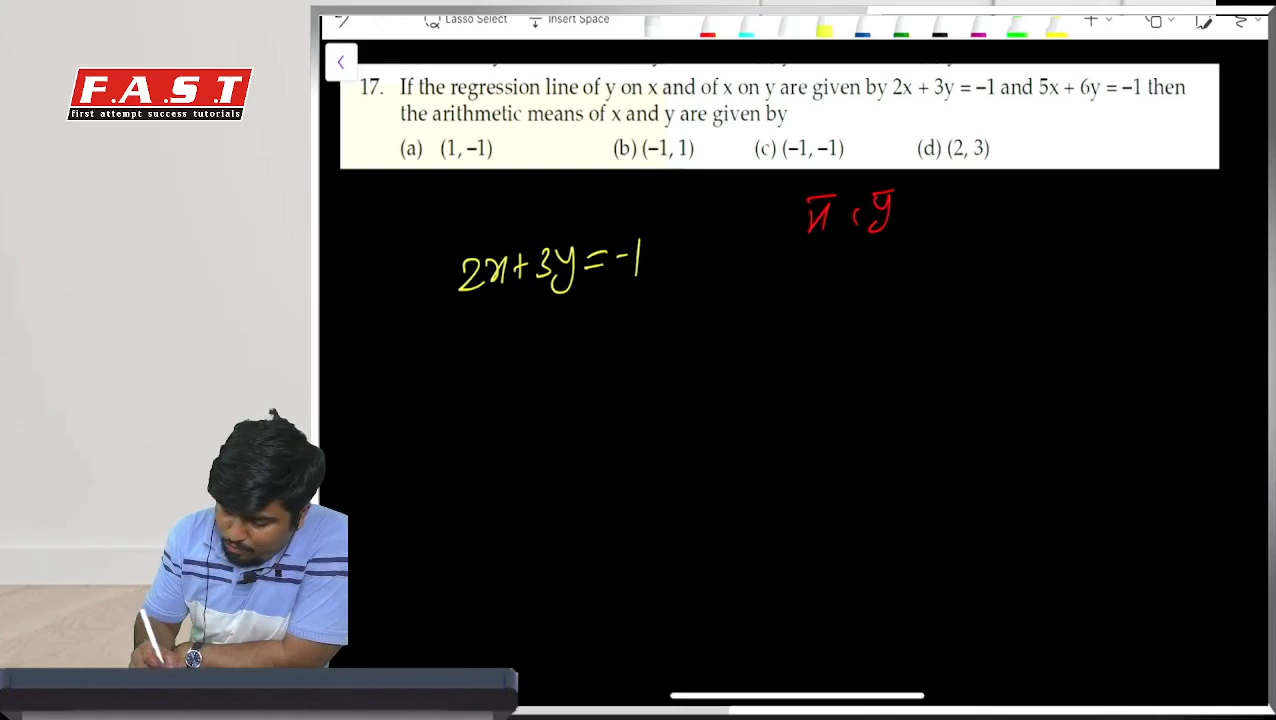 Lasso Select
Insert Space
F.A.S.T
first attempt success tutorials
17. If the regression line of y on x and of x on y are given by 2x + 3y = –1 and 5x + 6y = –1 then
the arithmetic means of x and y are given by
(a) (1, –1) (b) (–1, 1) (c) (–1, –1) (d) (2, 3)
x̅ , y̅
2x+3y=-1